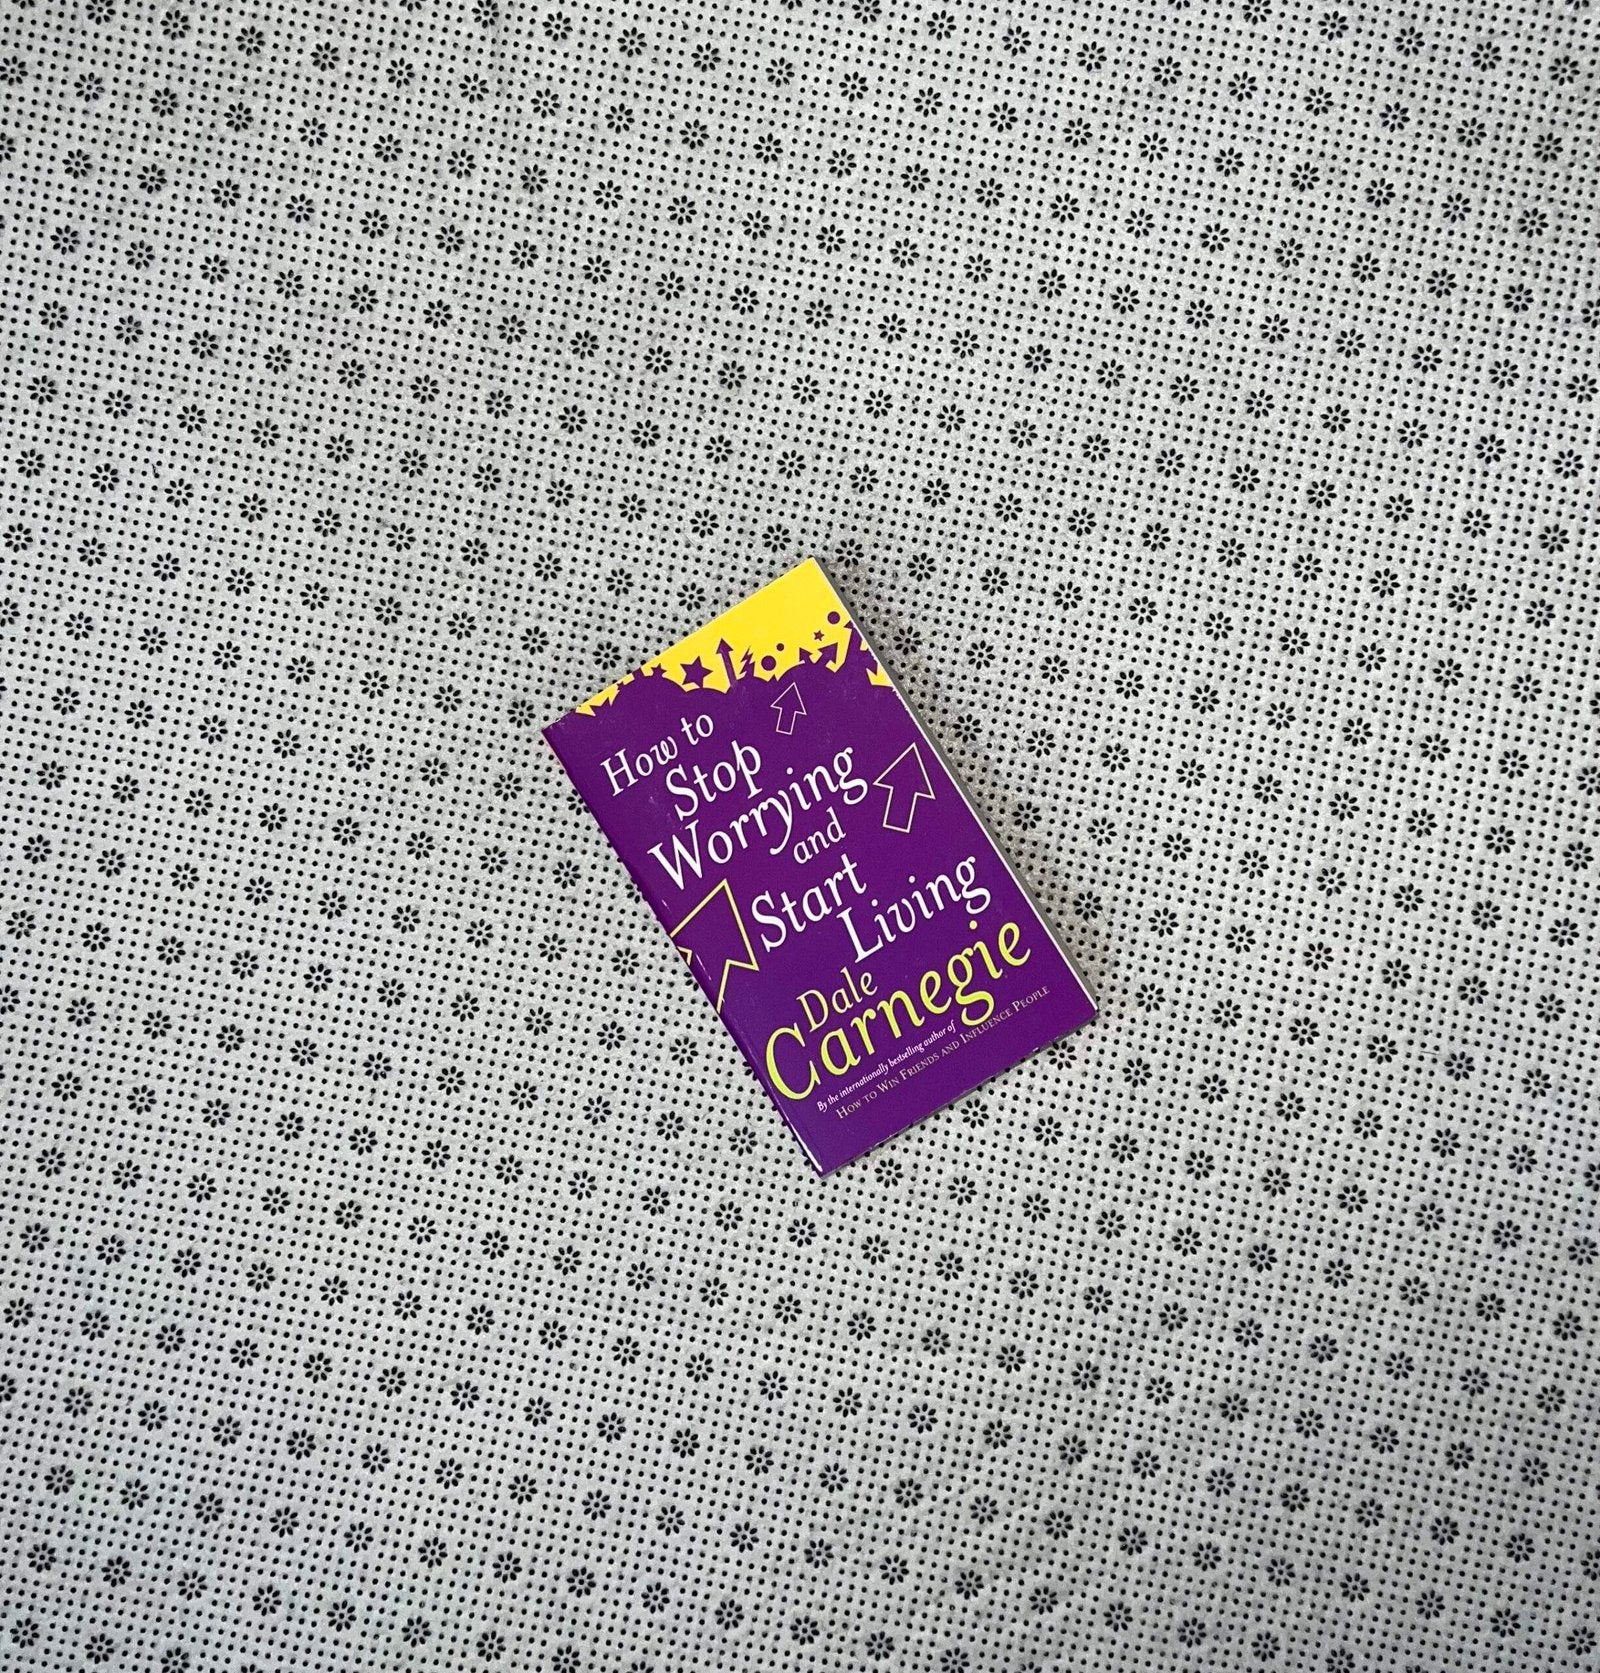 How to
Stop
Worrying
and
Start
Living
Dale
Carnegie
By the internationally bestselling author of
How to Win Friends and Influence People